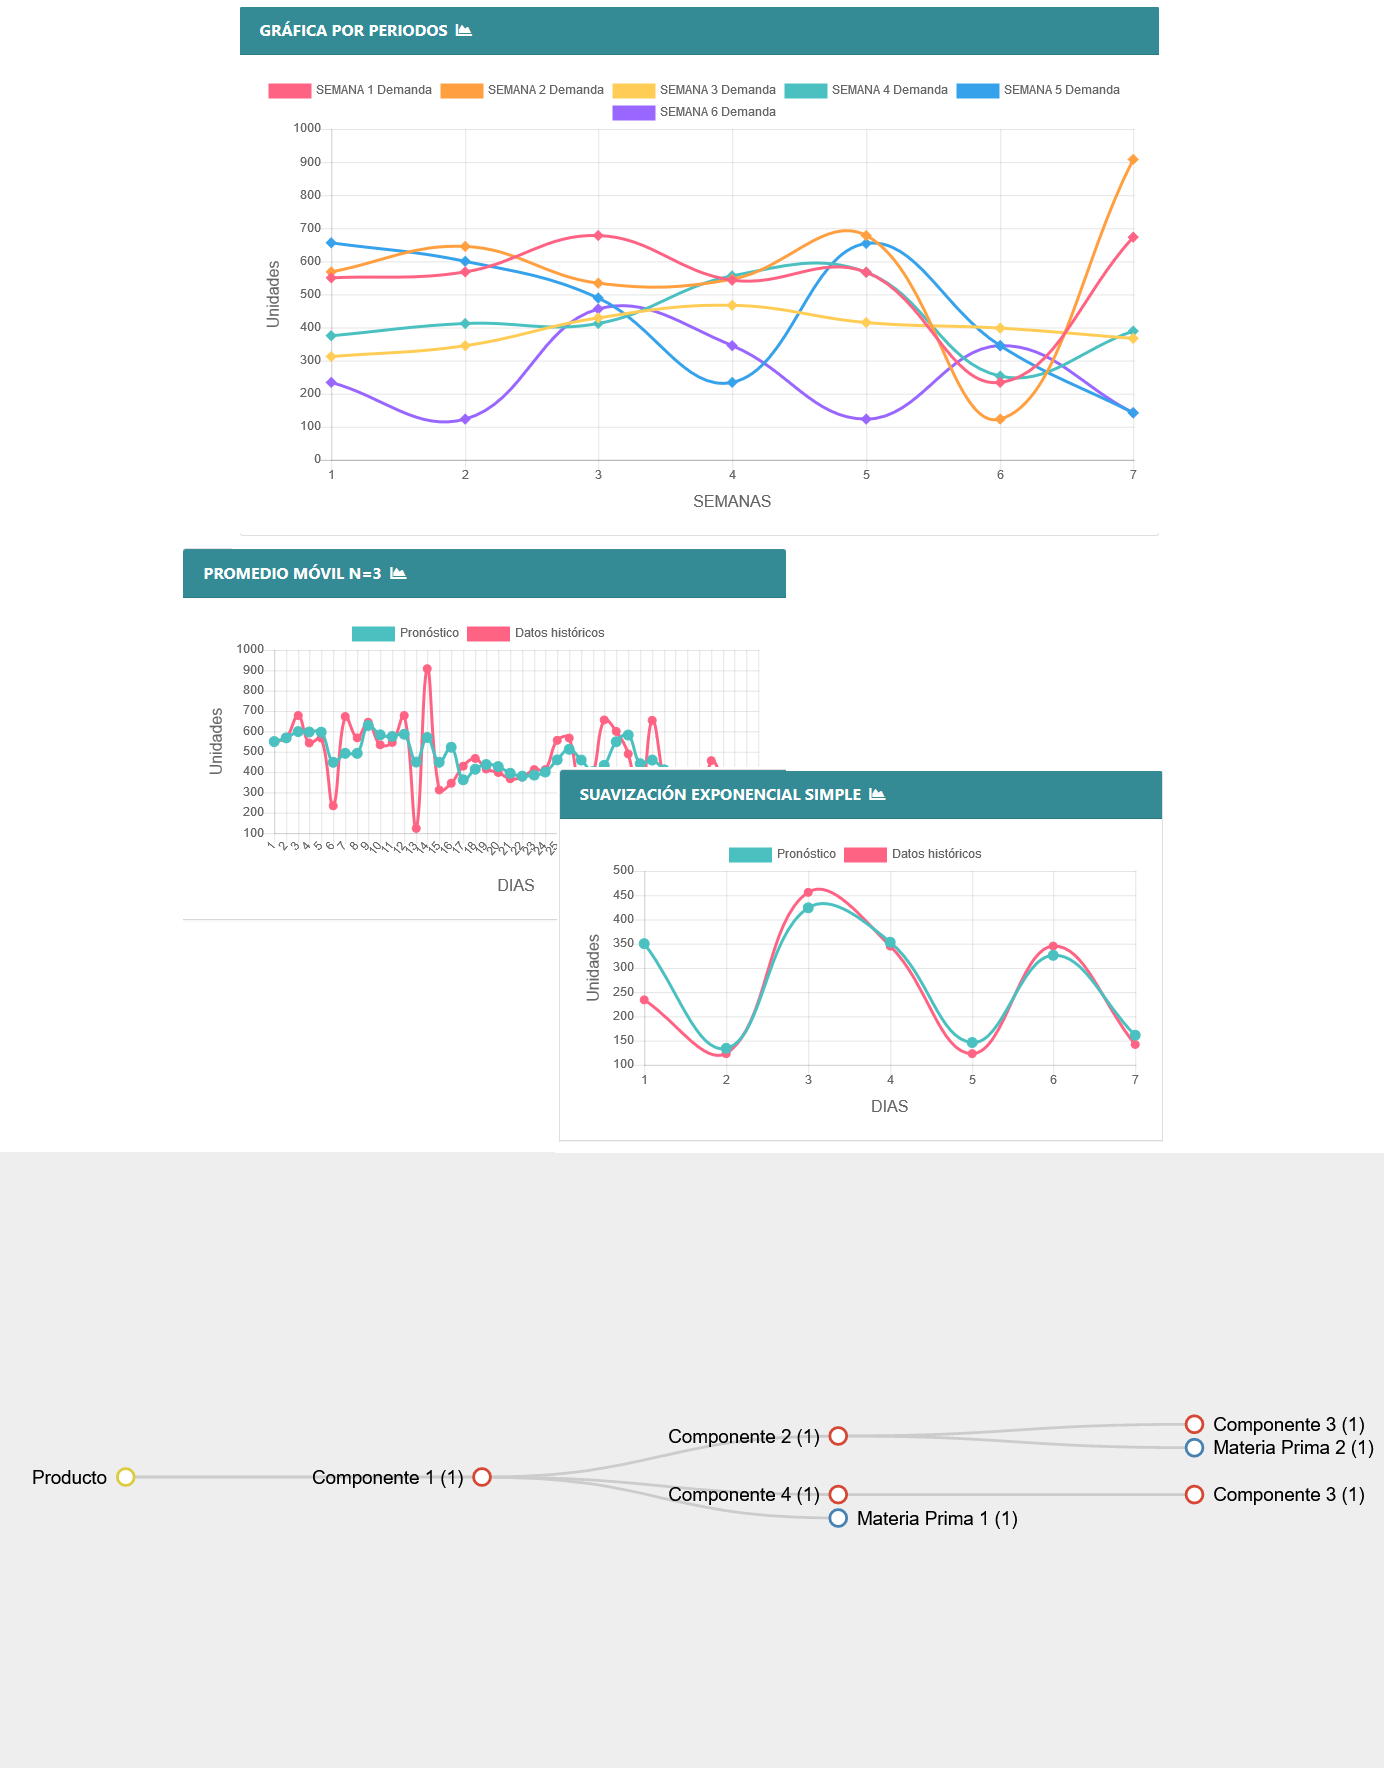 GRÁFICA POR PERIODOS
SEMANA 1 Demanda SEMANA 2 Demanda SEMANA 3 Demanda SEMANA 4 Demanda SEMANA 5 Demanda
SEMANA 6 Demanda
1000
900
800
700
600
500
400
300
200
100
0
Unidades
1 2 3 4 5 6 7
SEMANAS
PROMEDIO MÓVIL N=3
Pronóstico Datos históricos
1000
900
800
700
600
500
400
300
200
100
Unidades
1 2 3 4 5 6 7 8 9 10 11 12 13 14 15 16 17 18 19 20 21 22 23 24 25
DIAS
SUAVIZACIÓN EXPONENCIAL SIMPLE
Pronóstico Datos históricos
500
450
400
350
300
250
200
150
100
Unidades
1 2 3 4 5 6 7
DIAS
Producto
Componente 1 (1)
Componente 2 (1)
Componente 4 (1)
Materia Prima 1 (1)
Componente 3 (1)
Materia Prima 2 (1)
Componente 3 (1)